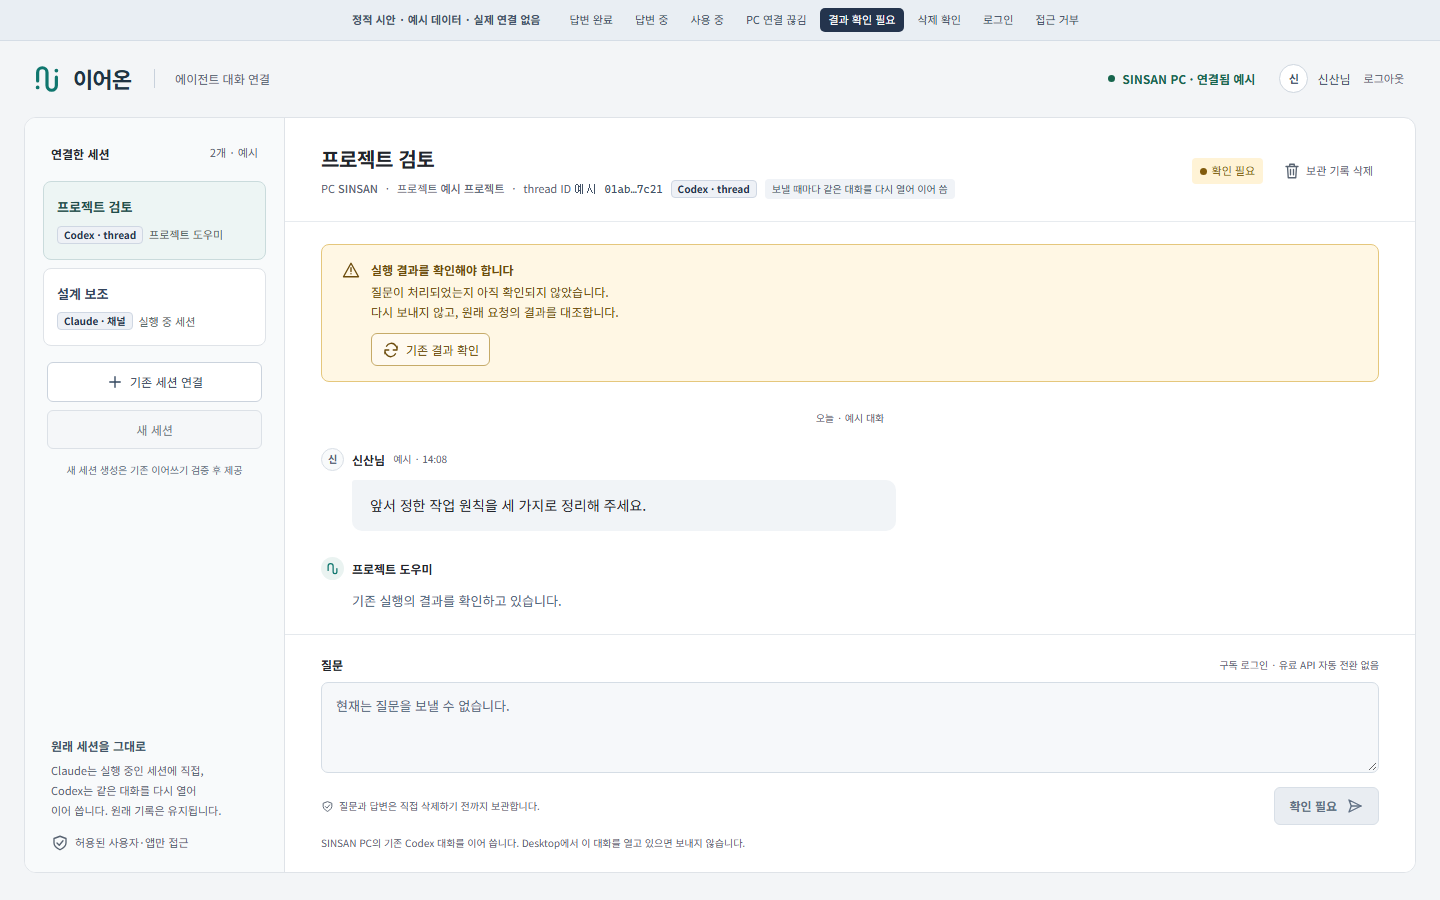 정적 시안 · 예시 데이터 · 실제 연결 없음
답변 완료
답변 중
사용 중
PC 연결 끊김
결과 확인 필요
삭제 확인
로그인
접근 거부
이어온
에이전트 대화 연결
SINSAN PC · 연결됨 예시
신
신산님
로그아웃
연결한 세션
2개 · 예시
프로젝트 검토
Codex · thread 프로젝트 도우미
설계 보조
Claude · 채널 실행 중 세션
기존 세션 연결
새 세션
새 세션 생성은 기존 이어쓰기 검증 후 제공
원래 세션을 그대로
Claude는 실행 중인 세션에 직접,
Codex는 같은 대화를 다시 열어
이어 씁니다. 원래 기록은 유지됩니다.
허용된 사용자·앱만 접근
프로젝트 검토
PC SINSAN · 프로젝트 예시 프로젝트 · thread ID 예시 01ab…7c21 Codex · thread 보낼 때마다 같은 대화를 다시 열어 이어 씀
확인 필요
보관 기록 삭제
실행 결과를 확인해야 합니다
질문이 처리되었는지 아직 확인되지 않았습니다.
다시 보내지 않고, 원래 요청의 결과를 대조합니다.
기존 결과 확인
오늘 · 예시 대화
신 신산님 예시 · 14:08
앞서 정한 작업 원칙을 세 가지로 정리해 주세요.
프로젝트 도우미
기존 실행의 결과를 확인하고 있습니다.
질문
구독 로그인 · 유료 API 자동 전환 없음
현재는 질문을 보낼 수 없습니다.
질문과 답변은 직접 삭제하기 전까지 보관합니다.
확인 필요
SINSAN PC의 기존 Codex 대화를 이어 씁니다. Desktop에서 이 대화를 열고 있으면 보내지 않습니다.